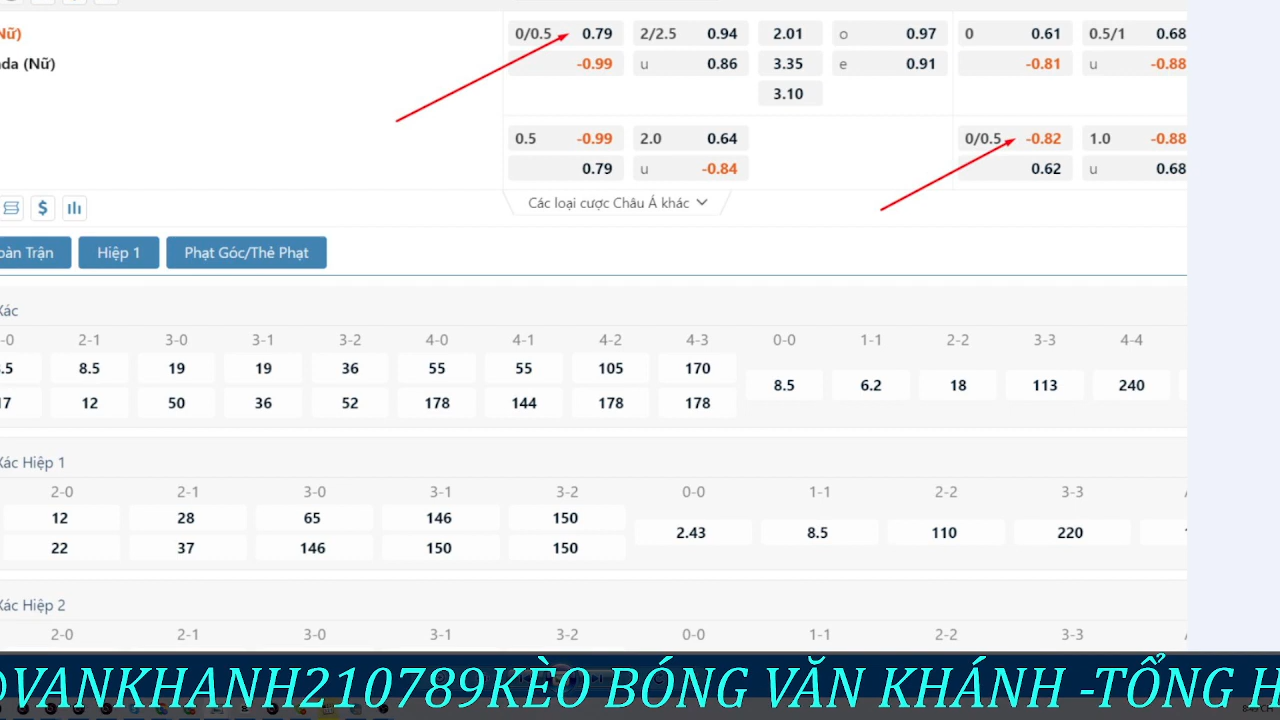 Nữ) 0/0.5 0.79 2/2.5 0.94 2.01 o 0.97 0 0.61 0.5/1 0.68
da (Nữ) -0.99 u 0.86 3.35 e 0.91 -0.81 u -0.88
3.10
0.5 -0.99 2.0 0.64 0/0.5 -0.82 1.0 -0.88
0.79 u -0.84 0.62 u 0.68
$ Các loại cược Châu Á khác
Trận Hiệp 1 Phạt Góc/Thẻ Phạt
Xác
-0 2-1 3-0 3-1 3-2 4-0 4-1 4-2 4-3 0-0 1-1 2-2 3-3 4-4
.5 8.5 19 19 36 55 55 105 170
8.5 6.2 18 113 240
17 12 50 36 52 178 144 178 178
Xác Hiệp 1
2-0 2-1 3-0 3-1 3-2 0-0 1-1 2-2 3-3
12 28 65 146 150
2.43 8.5 110 220
22 37 146 150 150
Xác Hiệp 2
2-0 2-1 3-0 3-1 3-2 0-0 1-1 2-2 3-3
VANKHANH210789KÈO BÓNG VĂN KHÁNH -TỔNG H